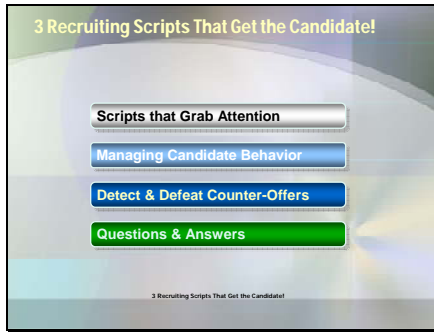 3 Recruiting Scripts That Get the Candidate!
Scripts that Grab Attention
Managing Candidate Behavior
Detect & Defeat Counter-Offers
Questions & Answers
3 Recruiting Scripts That Get the Candidate!